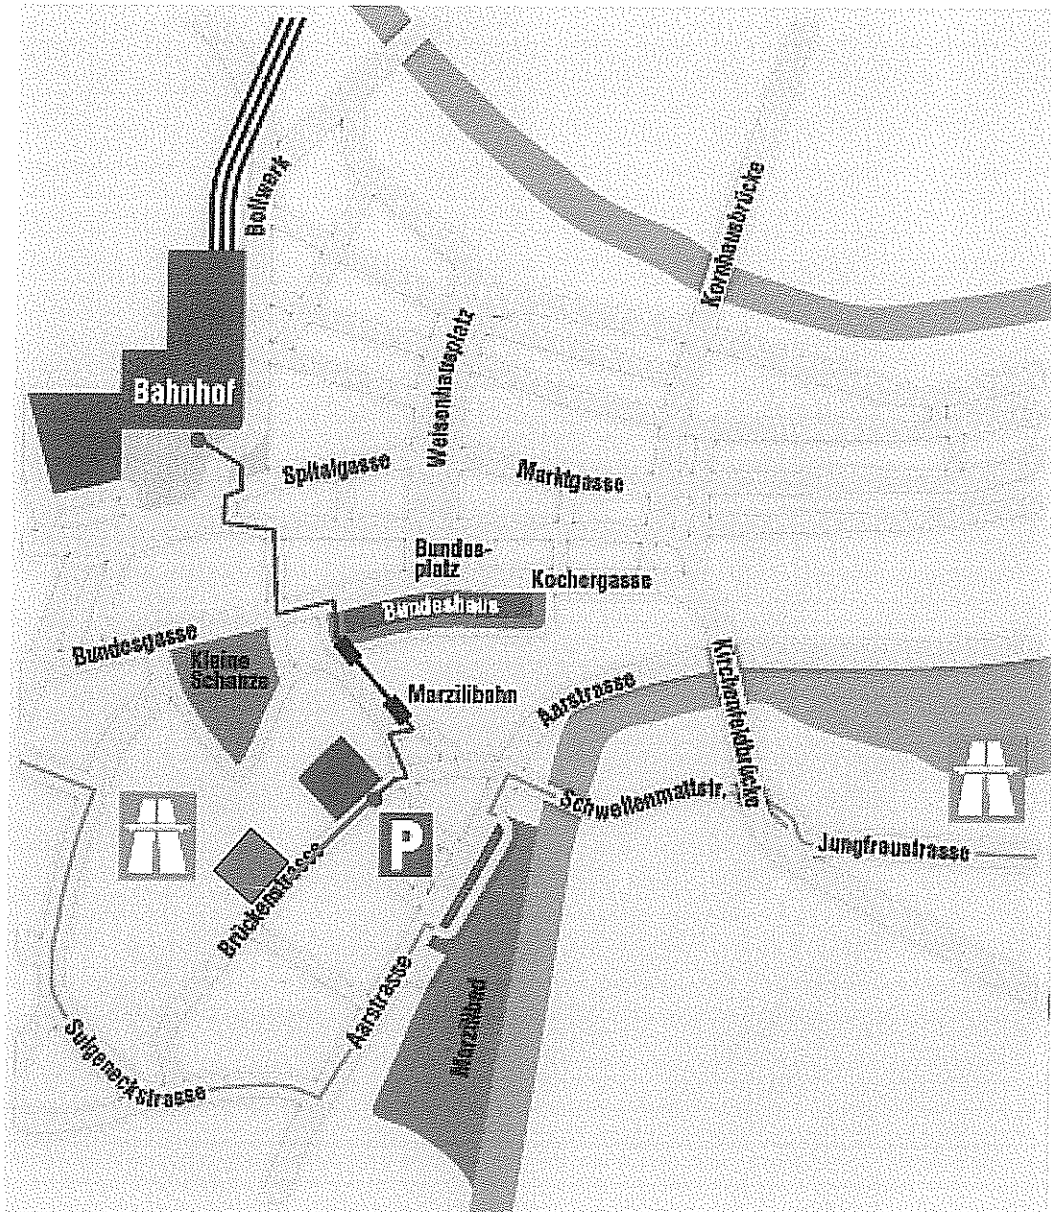 Bollwerk
Kornhausbrücke
Bahnhof
Waisenhausplatz
Spitalgasse
Marktgasse
Bundes-
platz
Kochergasse
Bundeshaus
Bundesgasse
Kleine
Schanze
Marzilibahn
Aarstrasse
Kirchenfeldbrücke
Schwellenmattstr.
Jungfraustrasse
P
Brückenstrasse
Aarstrasse
Marzilibad
Sulgeneckstrasse